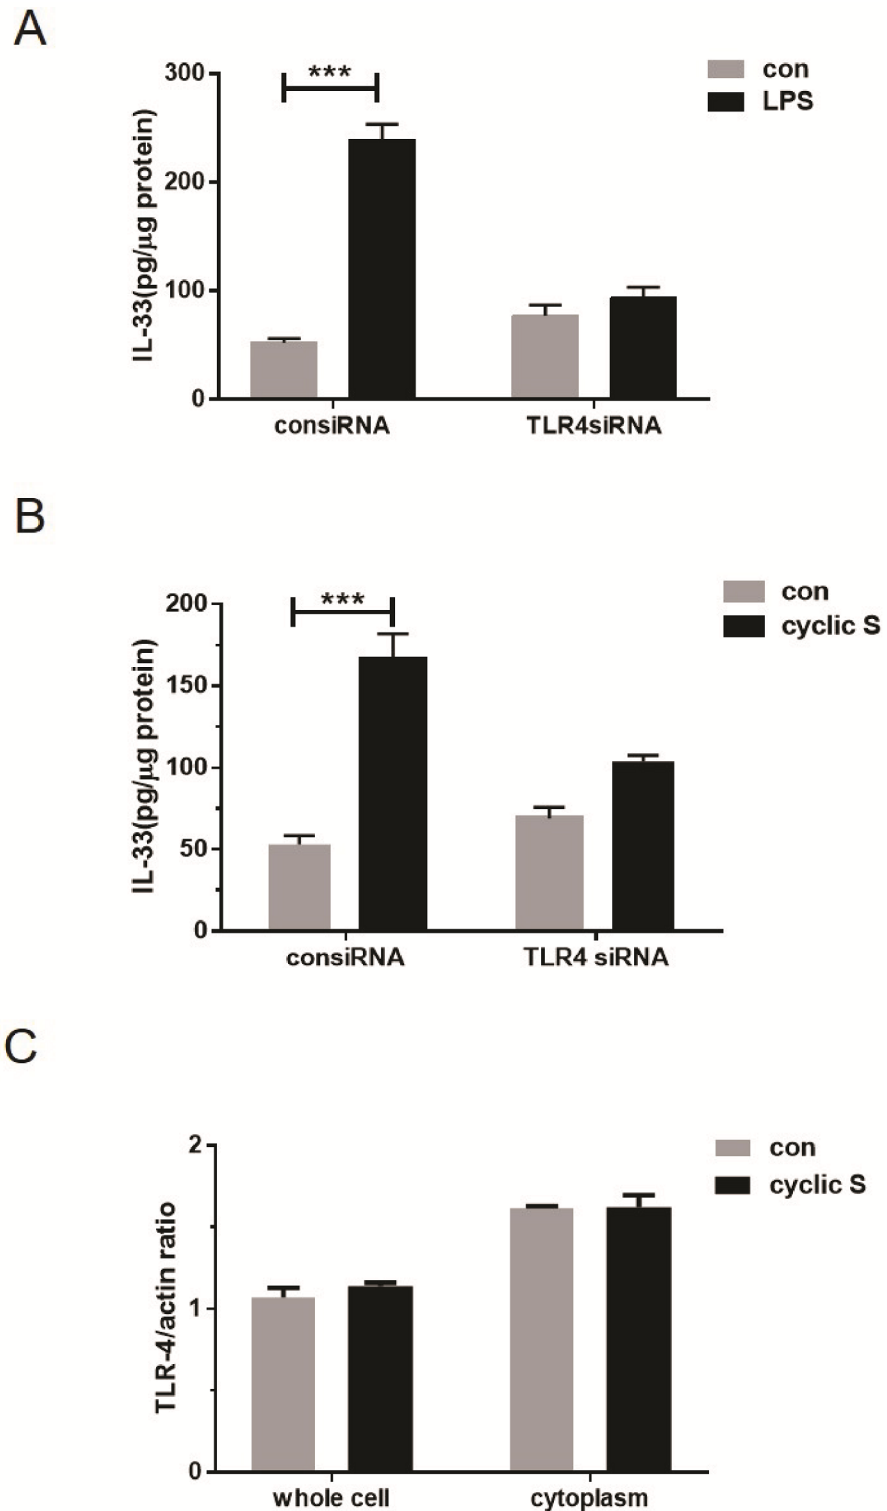 A
***
con
LPS
IL-33(pg/μg protein)
300
200
100
0
consiRNA
TLR4siRNA
B
***
con
cyclic S
IL-33(pg/μg protein)
200
150
100
50
0
consiRNA
TLR4 siRNA
C
con
cyclic S
TLR-4/actin ratio
2
1
0
whole cell
cytoplasm